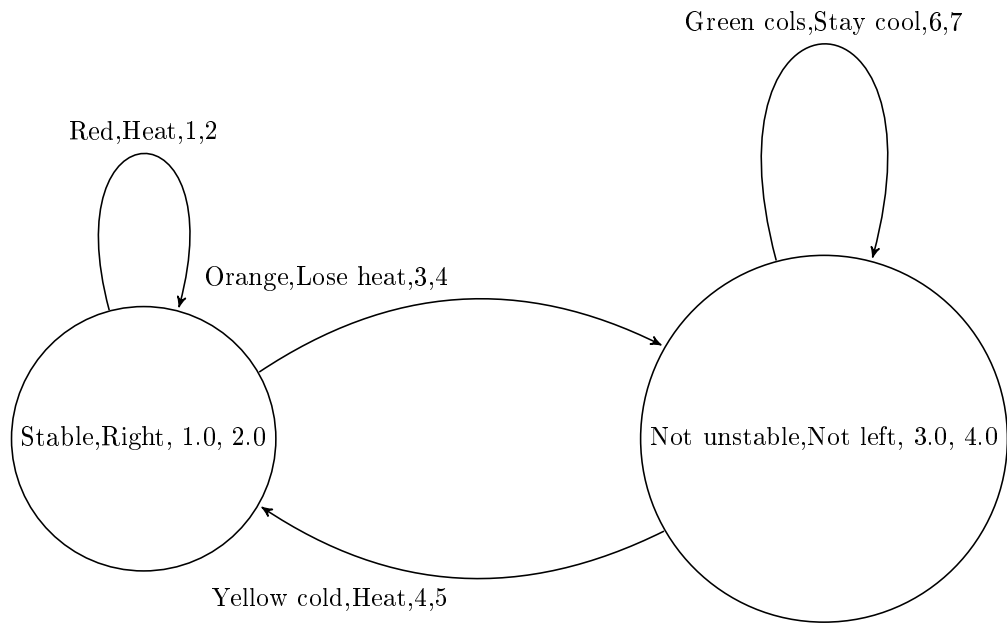 Green cols,Stay cool,6,7
Red,Heat,1,2
Orange,Lose heat,3,4
Stable,Right, 1.0, 2.0
Not unstable,Not left, 3.0, 4.0
Yellow cold,Heat,4,5